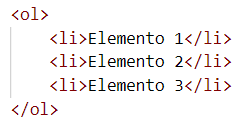 <ol>
    <li>Elemento 1</li>
    <li>Elemento 2</li>
    <li>Elemento 3</li>
</ol>